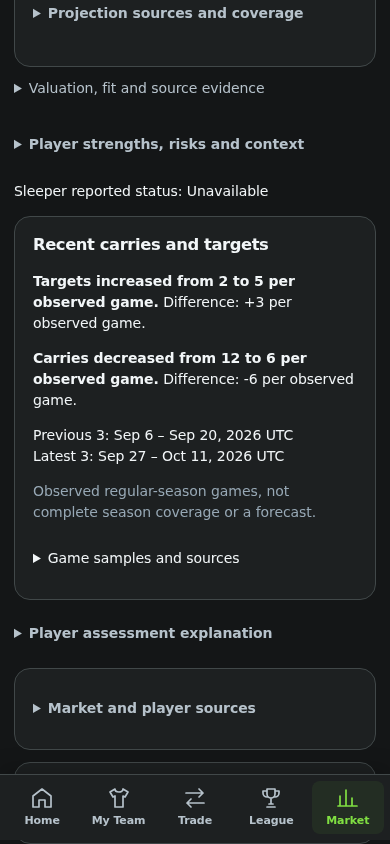 ▶ Projection sources and coverage
▶ Valuation, fit and source evidence
▶ Player strengths, risks and context
Sleeper reported status: Unavailable
Recent carries and targets
Targets increased from 2 to 5 per
observed game. Difference: +3 per
observed game.
Carries decreased from 12 to 6 per
observed game. Difference: -6 per observed
game.
Previous 3: Sep 6 – Sep 20, 2026 UTC
Latest 3: Sep 27 – Oct 11, 2026 UTC
Observed regular-season games, not
complete season coverage or a forecast.
▶ Game samples and sources
▶ Player assessment explanation
▶ Market and player sources
Home My Team Trade League Market